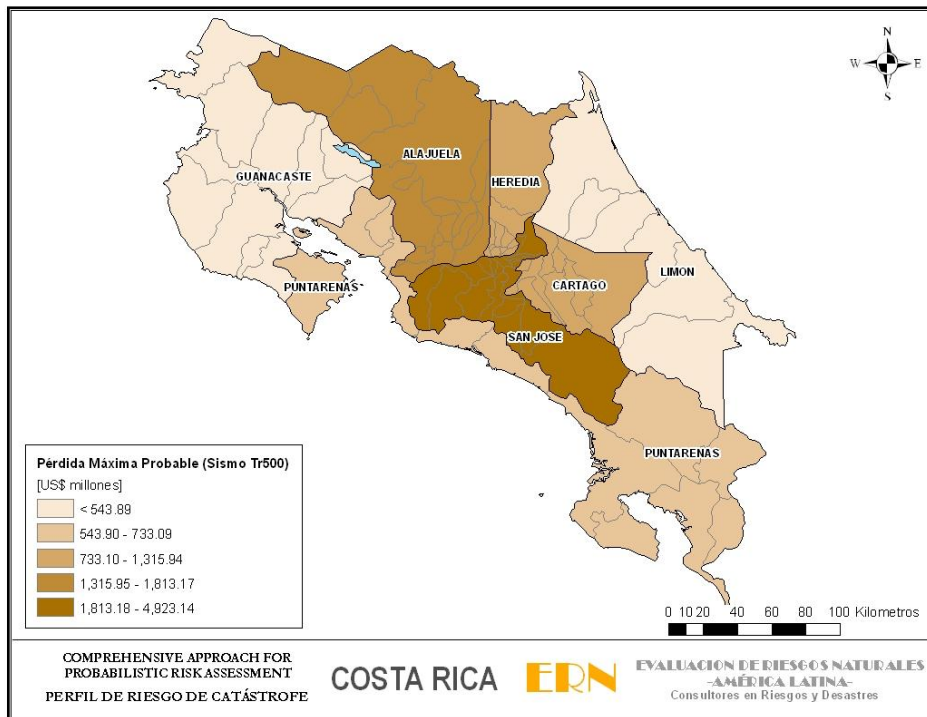 N
W E
S
ALAJUELA
HEREDIA
GUANACASTE
LIMON
CARTAGO
PUNTARENAS
SAN JOSE
PUNTARENAS
Pérdida Máxima Probable (Sismo Tr500)
[US$ millones]
< 543.89
543.90 - 733.09
733.10 - 1,315.94
1,315.95 - 1,813.17
1,813.18 - 4,923.14
0 10 20 40 60 80 100 Kilometros
COMPREHENSIVE APPROACH FOR
PROBABILISTIC RISK ASSESSMENT
PERFIL DE RIESGO DE CATÁSTROFE
COSTA RICA
ERN
EVALUACION DE RIESGOS NATURALES
-AMÉRICA LATINA-
Consultores en Riesgos y Desastres